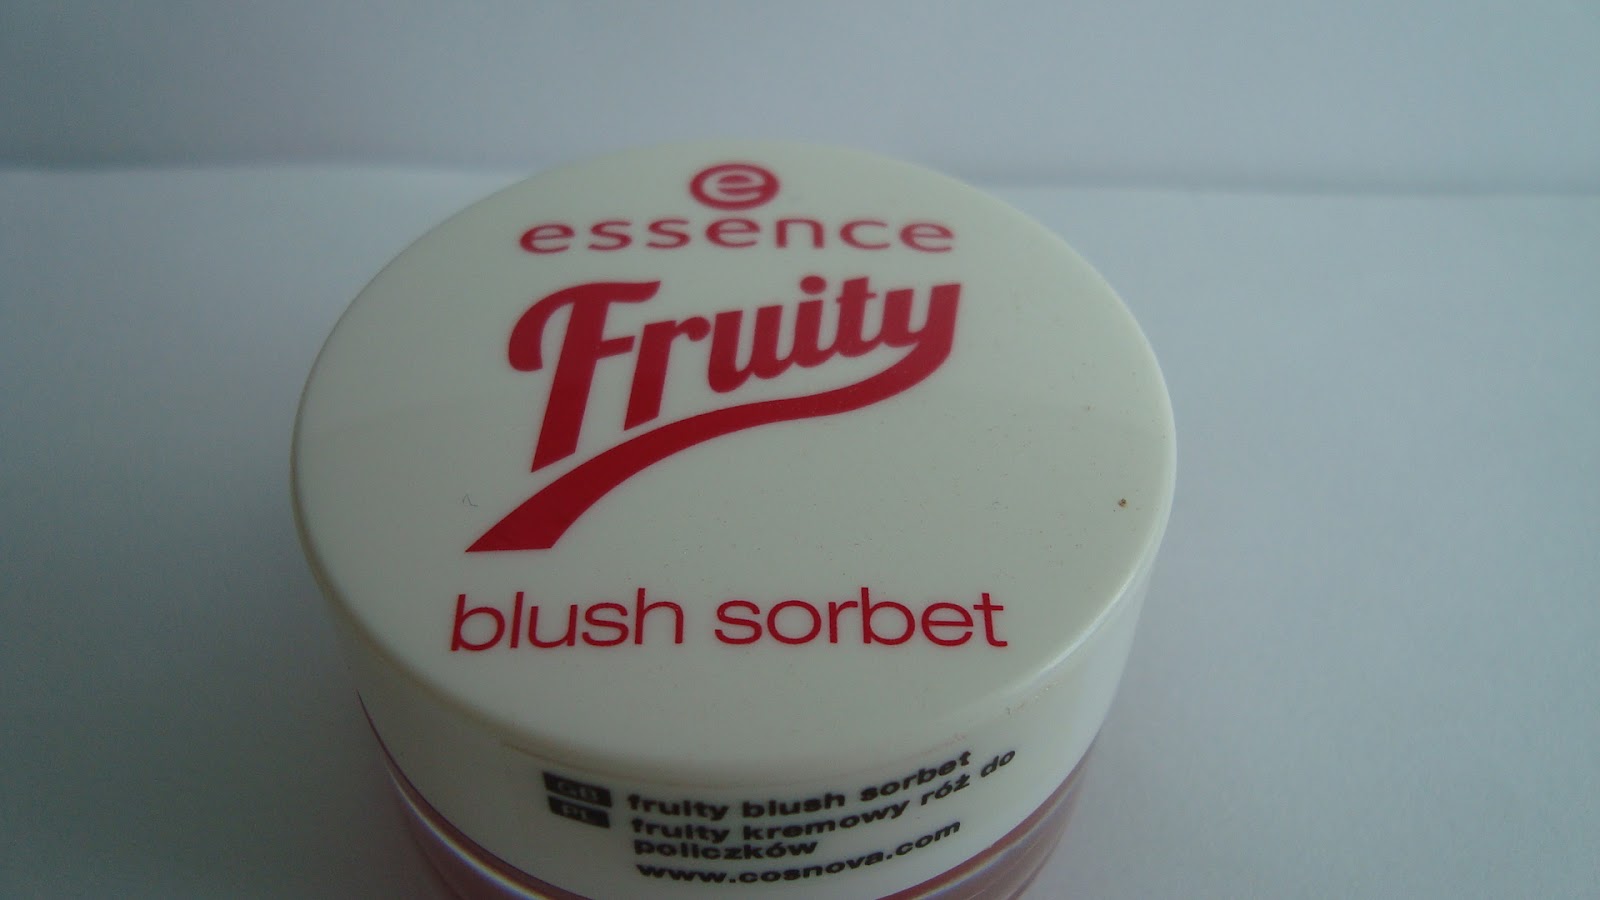 e
essence
Fruity
blush sorbet
GB fruity blush sorbet
PL fruity kremowy róż do
policzków
www.cosnova.com